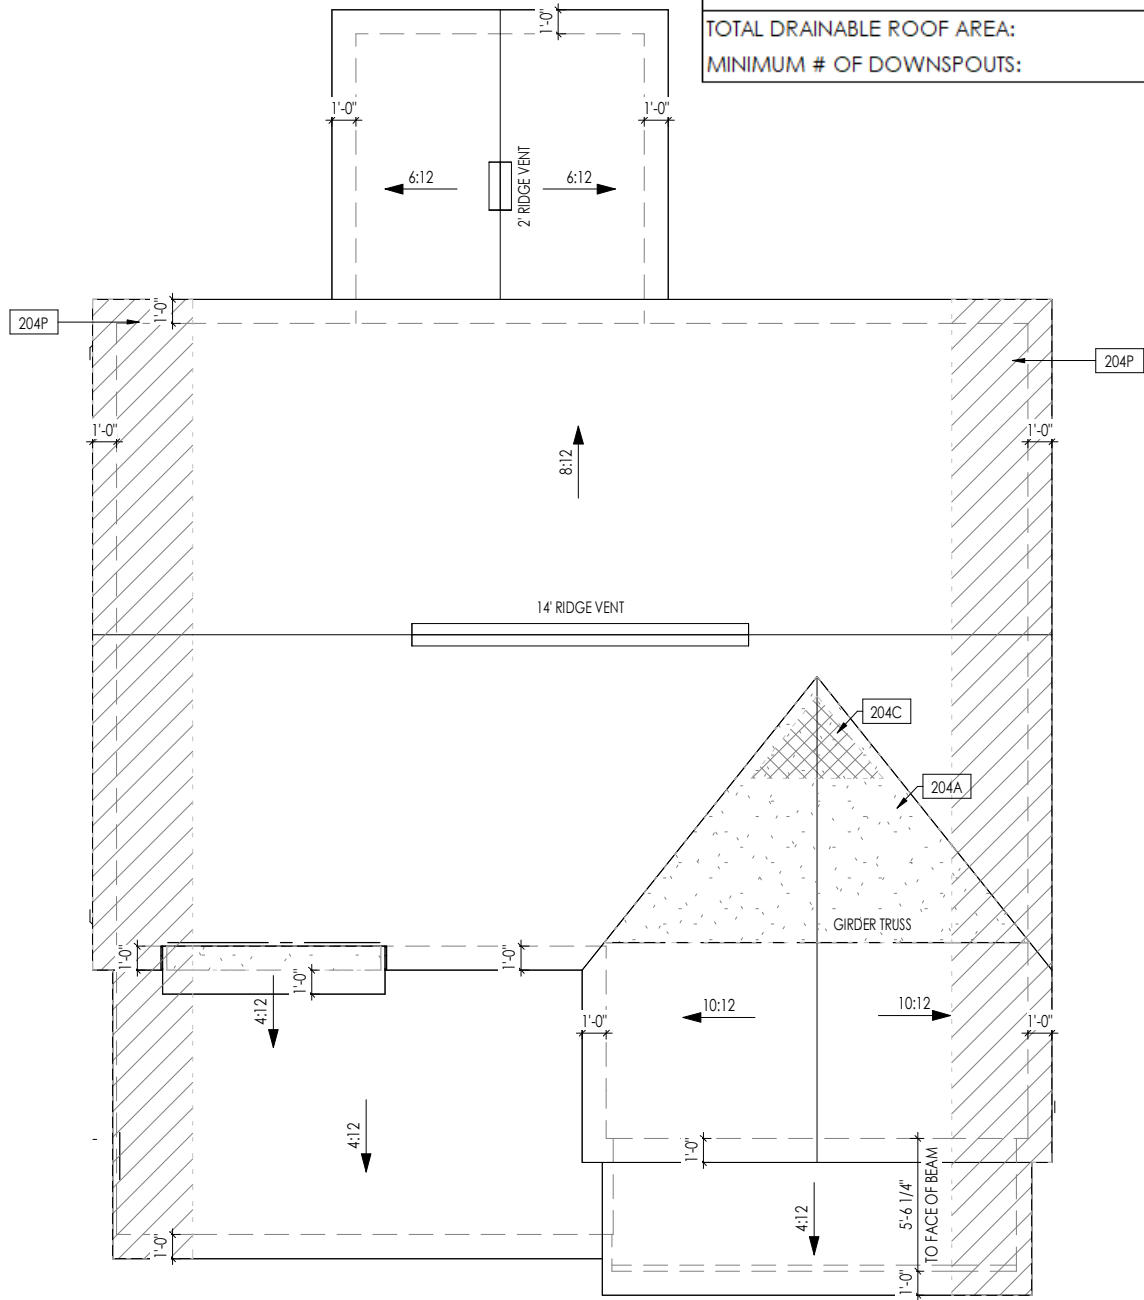 1'-0"
TOTAL DRAINABLE ROOF AREA:
MINIMUM # OF DOWNSPOUTS:
1'-0"
1'-0"
6:12
6:12
2' RIDGE VENT
204P
1'-0"
204P
1'-0"
1'-0"
8:12
14' RIDGE VENT
204C
204A
GIRDER TRUSS
1'-0"
1'-0"
1'-0"
4:12
10:12
10:12
1'-0"
1'-0"
4:12
1'-0"
5'-6 1/4"
TO FACE OF BEAM
4:12
1'-0"
1'-0"